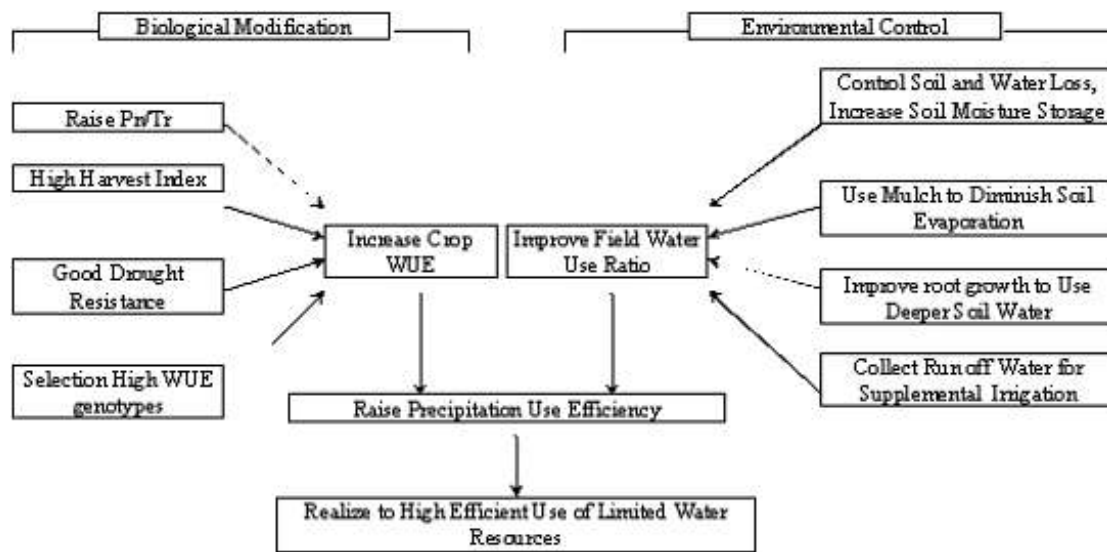 Biological Modification
Environmental Control
Raise Pn/Tr
High Harvest Index
Good Drought
Resistance
Selection High WUE
genotypes
Increase Crop
WUE
Improve Field Water
Use Ratio
Control Soil and Water Loss,
Increase Soil Moisture Storage
Use Mulch to Diminish Soil
Evaporation
Improve root growth to Use
Deeper Soil Water
Collect Run off Water for
Supplemental Irrigation
Raise Precipitation Use Efficiency
Realize to High Efficient Use of Limited Water
Resources